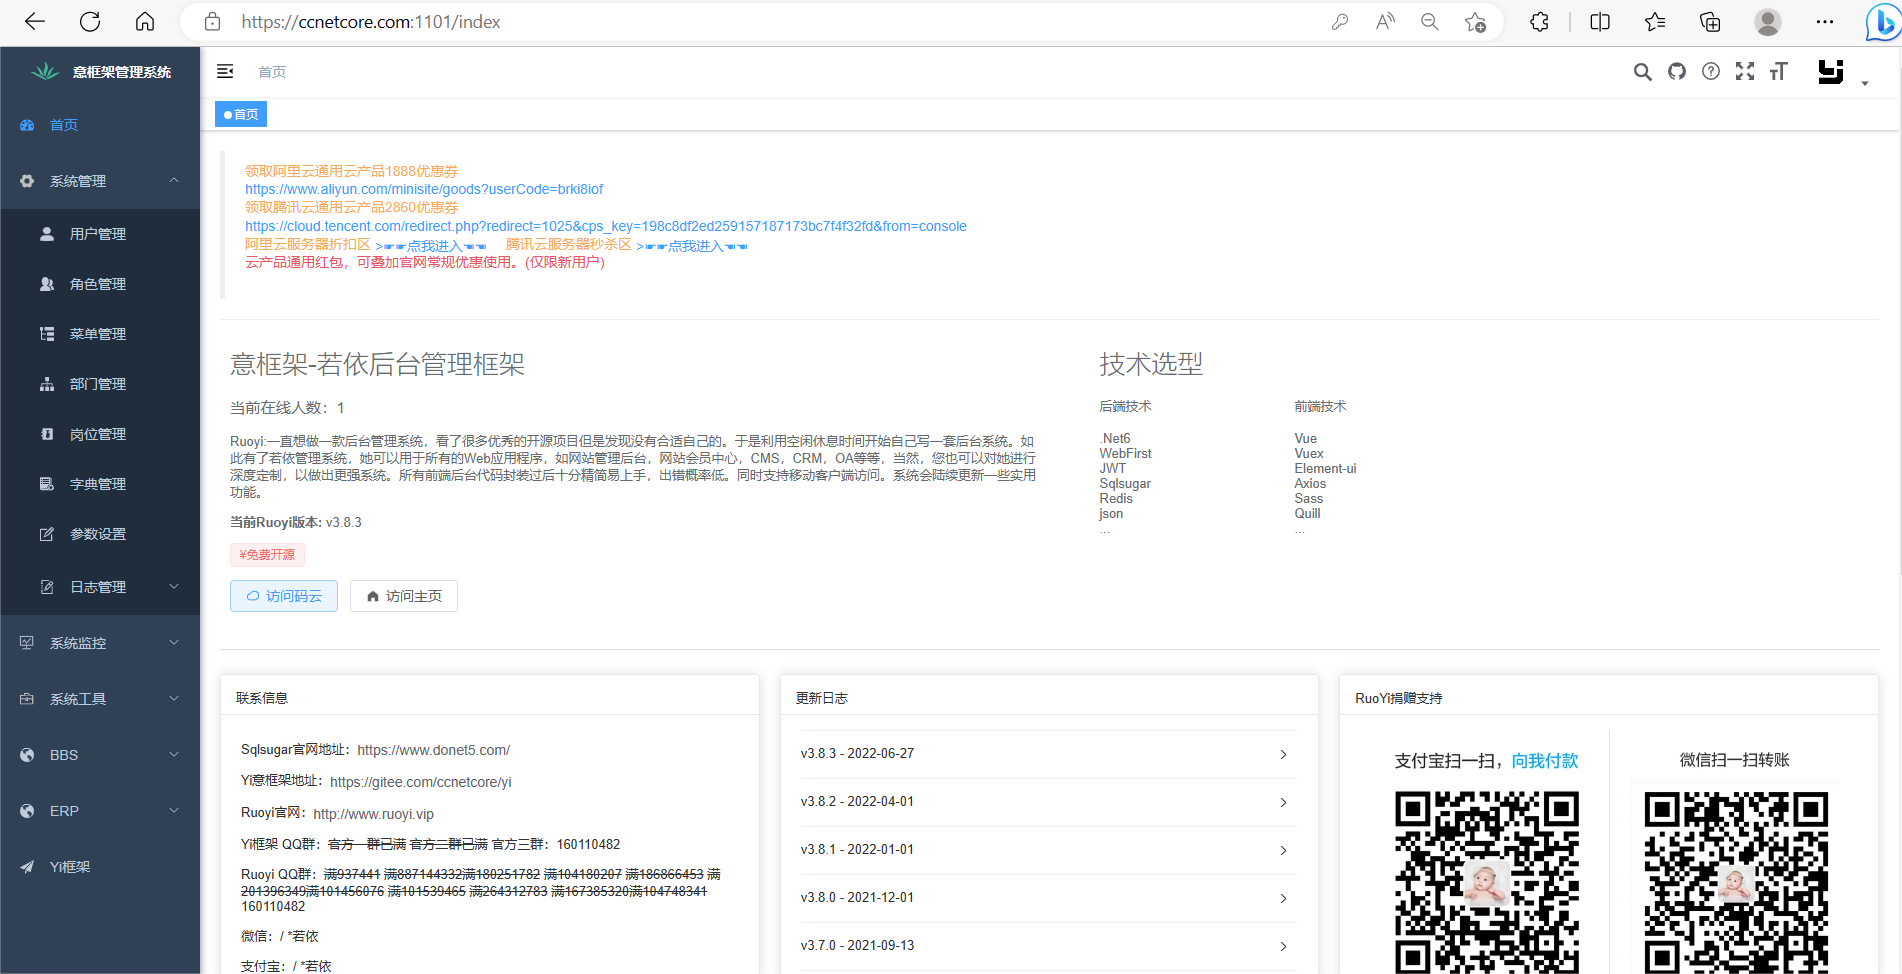 https://ccnetcore.com:1101/index
意框架管理系统
首页
首页
首页
系统管理
用户管理
角色管理
菜单管理
部门管理
岗位管理
字典管理
参数设置
日志管理
系统监控
系统工具
BBS
ERP
Yi框架
领取阿里云通用云产品1888优惠券
https://www.aliyun.com/minisite/goods?userCode=brki8iof
领取腾讯云通用云产品2860优惠券
https://cloud.tencent.com/redirect.php?redirect=1025&cps_key=198c8df2ed259157187173bc7f4f32fd&from=console
阿里云服务器折扣区 >☛☛点我进入☚☚ 腾讯云服务器秒杀区 >☛☛点我进入☚☚
云产品通用红包，可叠加官网常规优惠使用。(仅限新用户)
意框架-若依后台管理框架
当前在线人数：1
Ruoyi:一直想做一款后台管理系统，看了很多优秀的开源项目但是发现没有合适自己的。于是利用空闲休息时间开始自己写一套后台系统。如
此有了若依管理系统，她可以用于所有的Web应用程序，如网站管理后台，网站会员中心，CMS，CRM，OA等等，当然，您也可以对她进行
深度定制，以做出更强系统。所有前端后台代码封装过后十分精简易上手，出错概率低。同时支持移动客户端访问。系统会陆续更新一些实用
功能。
当前Ruoyi版本: v3.8.3
¥免费开源
访问码云
访问主页
技术选型
后端技术
.Net6
WebFirst
JWT
Sqlsugar
Redis
json
...
前端技术
Vue
Vuex
Element-ui
Axios
Sass
Quill
...
联系信息
Sqlsugar官网地址：https://www.donet5.com/
Yi意框架地址：https://gitee.com/ccnetcore/yi
Ruoyi官网：http://www.ruoyi.vip
Yi框架 QQ群：官方一群已满 官方二群已满 官方三群：160110482
Ruoyi QQ群：满937441 满887144332满180251782 满104180207 满186866453 满
201396349满101456076 满101539465 满264312783 满167385320满104748341
160110482
微信：/ *若依
支付宝：/ *若依
更新日志
v3.8.3 - 2022-06-27
v3.8.2 - 2022-04-01
v3.8.1 - 2022-01-01
v3.8.0 - 2021-12-01
v3.7.0 - 2021-09-13
RuoYi捐赠支持
支付宝扫一扫，向我付款
微信扫一扫转账